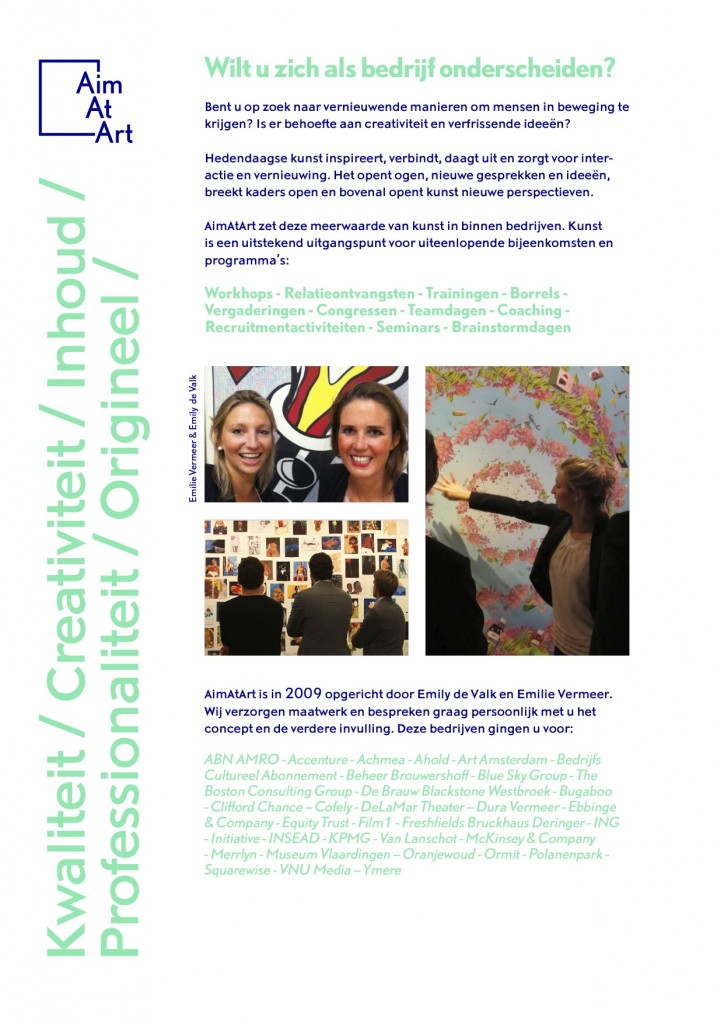 Aim
At
Art
Kwaliteit / Creativiteit / Inhoud /
Professionaliteit / Origineel /
Wilt u zich als bedrijf onderscheiden?
Bent u op zoek naar vernieuwende manieren om mensen in beweging te
krijgen? Is er behoefte aan creativiteit en verfrissende ideeën?
Hedendaagse kunst inspireert, verbindt, daagt uit en zorgt voor inter-
actie en vernieuwing. Het opent ogen, nieuwe gesprekken en ideeën,
breekt kaders open en bovenal opent kunst nieuwe perspectieven.
AimAtArt zet deze meerwaarde van kunst in binnen bedrijven. Kunst
is een uitstekend uitgangspunt voor uiteenlopende bijeenkomsten en
programma's:
Workhops - Relatieontvangsten - Trainingen - Borrels -
Vergaderingen - Congressen - Teamdagen - Coaching -
Recruitmentactiviteiten - Seminars - Brainstormdagen
Emilie Vermeer & Emily de Valk
AimAtArt is in 2009 opgericht door Emily de Valk en Emilie Vermeer.
Wij verzorgen maatwerk en bespreken graag persoonlijk met u het
concept en de verdere invulling. Deze bedrijven gingen u voor:
ABN AMRO - Accenture - Achmea - Ahold - Art Amsterdam - Bedrijfs
Cultureel Abonnement - Beheer Brouwershoff - Blue Sky Group - The
Boston Consulting Group - De Brauw Blackstone Westbroek - Bugaboo
- Clifford Chance – Cofely - DeLaMar Theater – Dura Vermeer - Ebbinge
& Company - Equity Trust - Film1 - Freshfields Bruckhaus Deringer - ING
- Initiative - INSEAD - KPMG - Van Lanschot - McKinsey & Company
- Merrlyn - Museum Vlaardingen – Oranjewoud - Ormit - Polanenpark -
Squarewise - VNU Media – Ymere